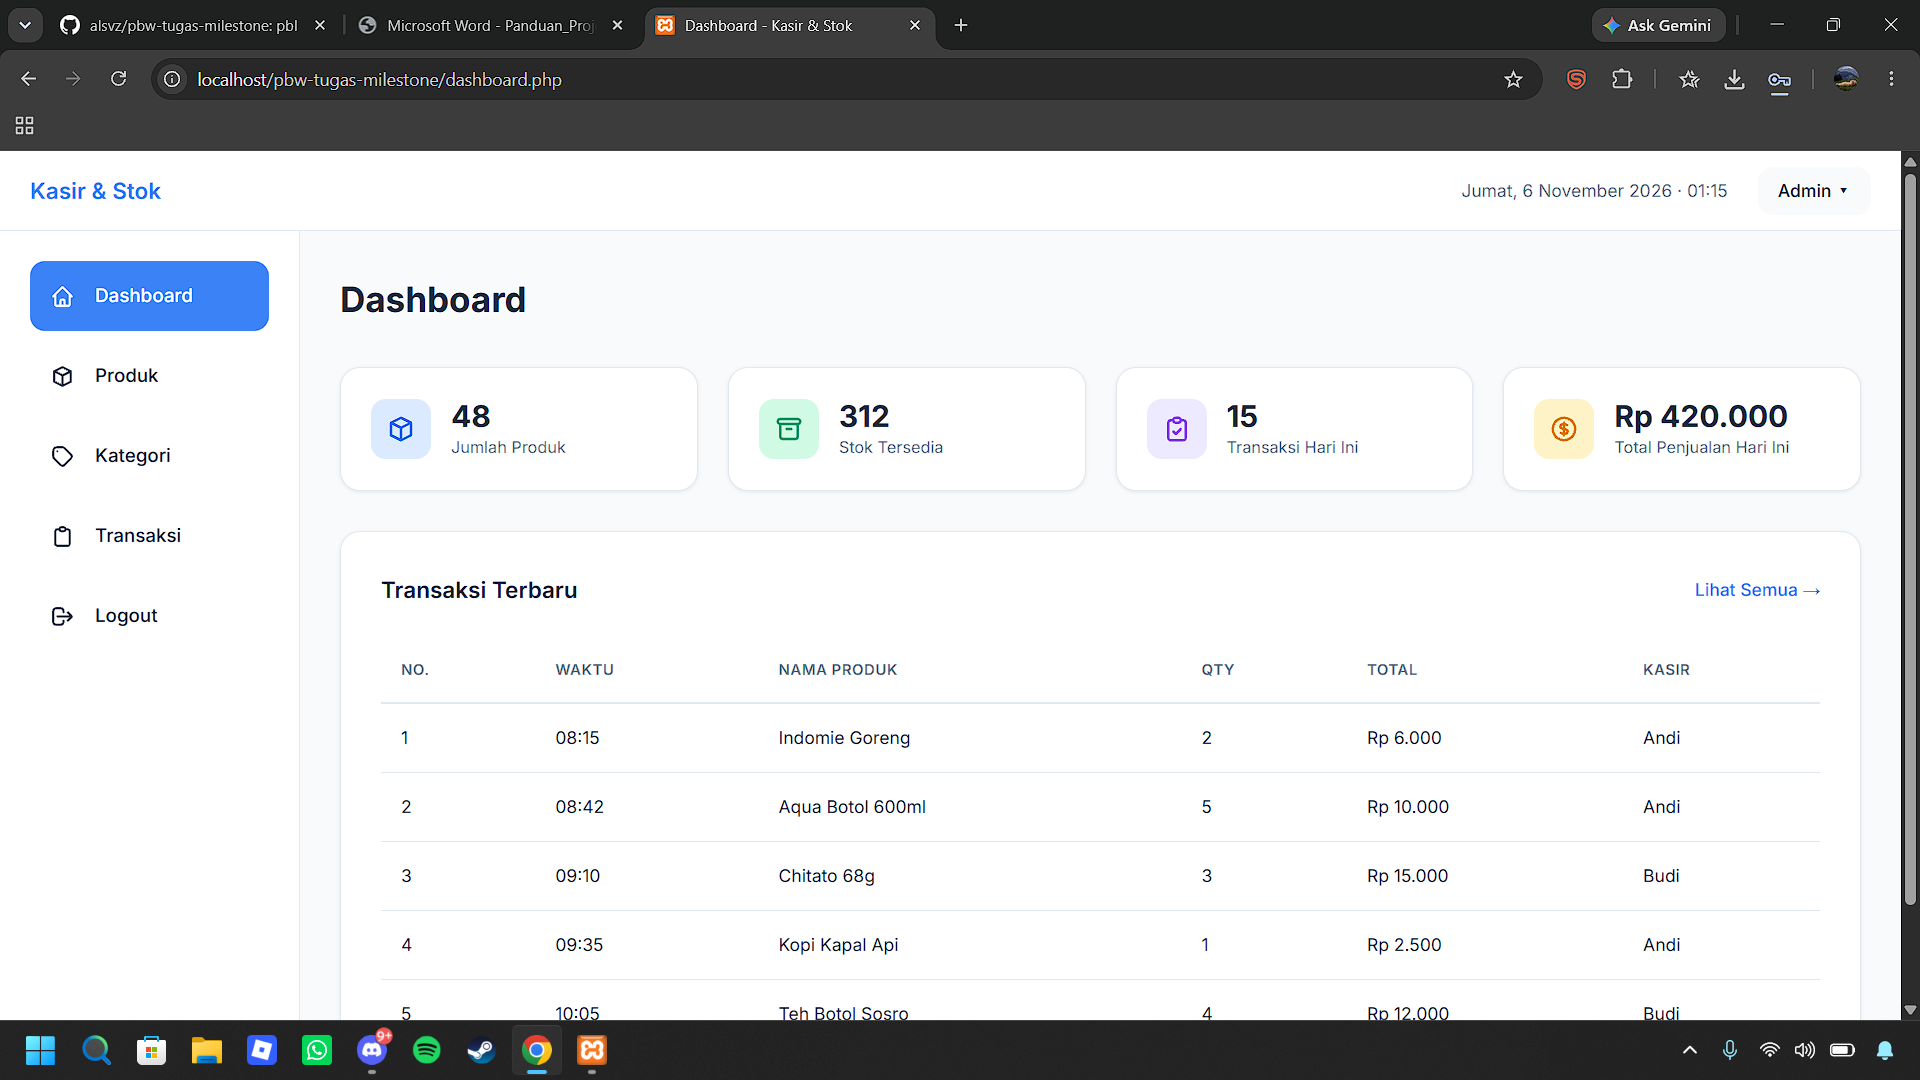 alsvz/pbw-tugas-milestone: pbl
Microsoft Word - Panduan_Proj
Dashboard - Kasir & Stok
Ask Gemini
localhost/pbw-tugas-milestone/dashboard.php
Kasir & Stok
Jumat, 6 November 2026 · 01:15
Admin
Dashboard
Produk
Kategori
Transaksi
Logout
Dashboard
48
Jumlah Produk
312
Stok Tersedia
15
Transaksi Hari Ini
Rp 420.000
Total Penjualan Hari Ini
Transaksi Terbaru
Lihat Semua →
NO. WAKTU NAMA PRODUK QTY TOTAL KASIR
1 08:15 Indomie Goreng 2 Rp 6.000 Andi
2 08:42 Aqua Botol 600ml 5 Rp 10.000 Andi
3 09:10 Chitato 68g 3 Rp 15.000 Budi
4 09:35 Kopi Kapal Api 1 Rp 2.500 Andi
5 10:05 Teh Botol Sosro 4 Rp 12.000 Budi
9+